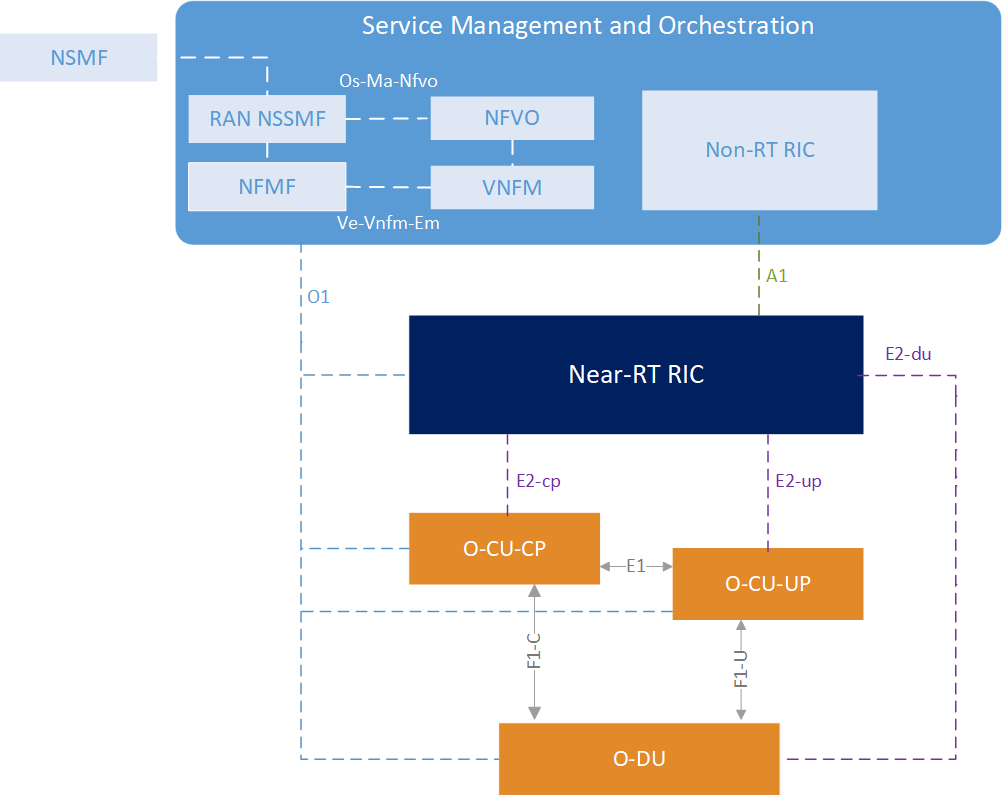 Service Management and Orchestration
NSMF
Os-Ma-Nfvo
RAN NSSMF
NFVO
Non-RT RIC
NFMF
VNFM
Ve-Vnfm-Em
A1
O1
E2-du
Near-RT RIC
E2-cp
E2-up
O-CU-CP
E1
O-CU-UP
F1-C
F1-U
O-DU